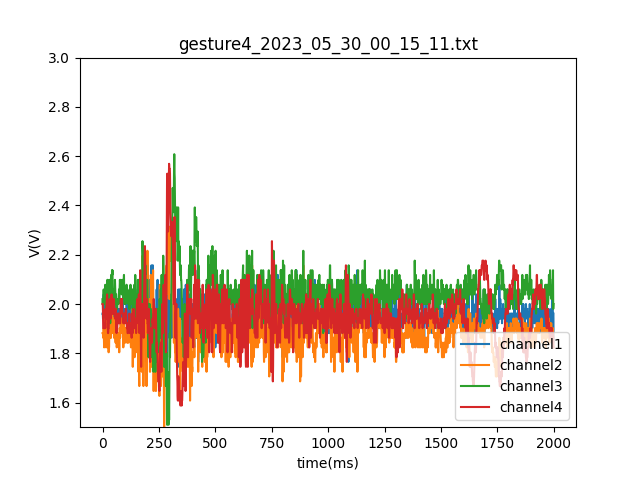 gesture4_2023_05_30_00_15_11.txt
3.0
2.8
2.6
2.4
2.2
2.0
1.8
1.6
V(V)
channel1
channel2
channel3
channel4
0 250 500 750 1000 1250 1500 1750 2000
time(ms)